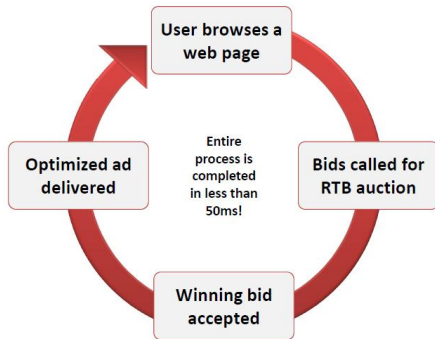 User browses a
web page
Bids called for
RTB auction
Winning bid
accepted
Optimized ad
delivered
Entire
process is
completed
in less than
50ms!